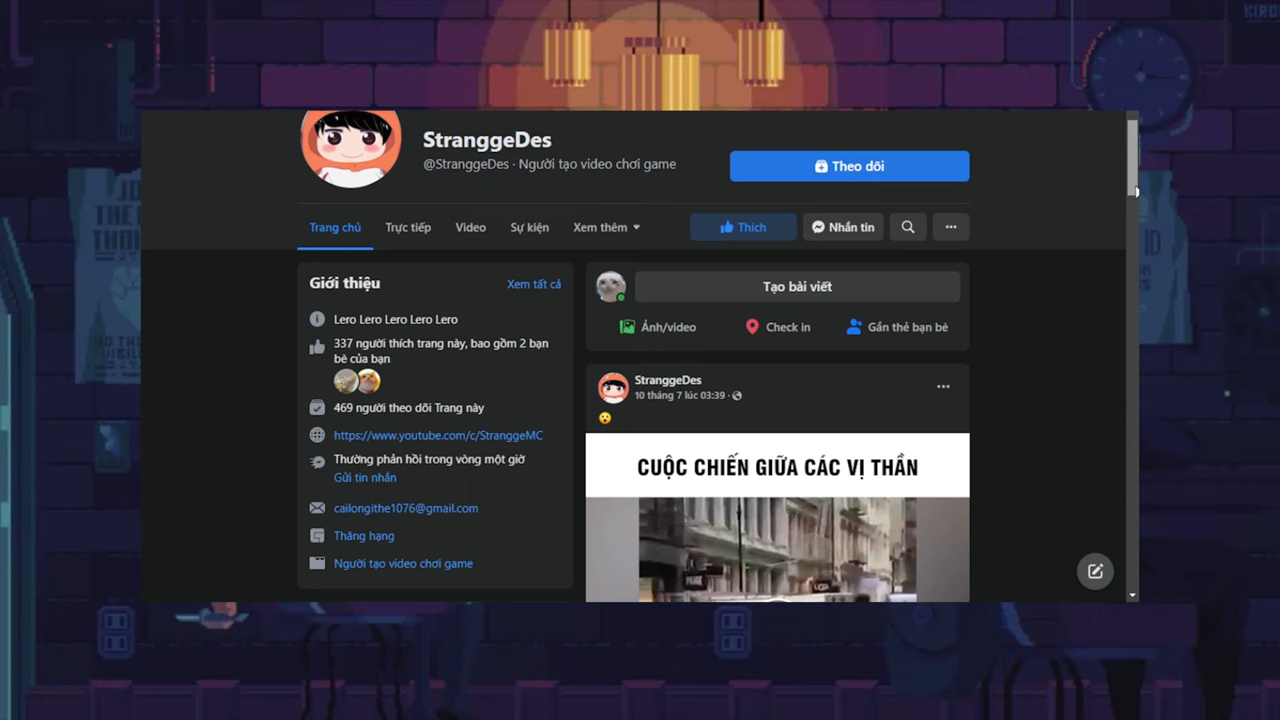 StranggeDes
@StranggeDes · Người tạo video chơi game
Theo dõi
Trang chủ
Trực tiếp
Video
Sự kiện
Xem thêm
Thích
Nhắn tin
Giới thiệu
Xem tất cả
Lero Lero Lero Lero Lero
337 người thích trang này, bao gồm 2 bạn
bè của bạn
469 người theo dõi Trang này
https://www.youtube.com/c/StranggeMC
Thường phản hồi trong vòng một giờ
Gửi tin nhắn
cailongithe1076@gmail.com
Thăng hạng
Người tạo video chơi game
Tạo bài viết
Ảnh/video
Check in
Gắn thẻ bạn bè
StranggeDes
10 tháng 7 lúc 03:39 ·
CUỘC CHIẾN GIỮA CÁC VỊ THẦN